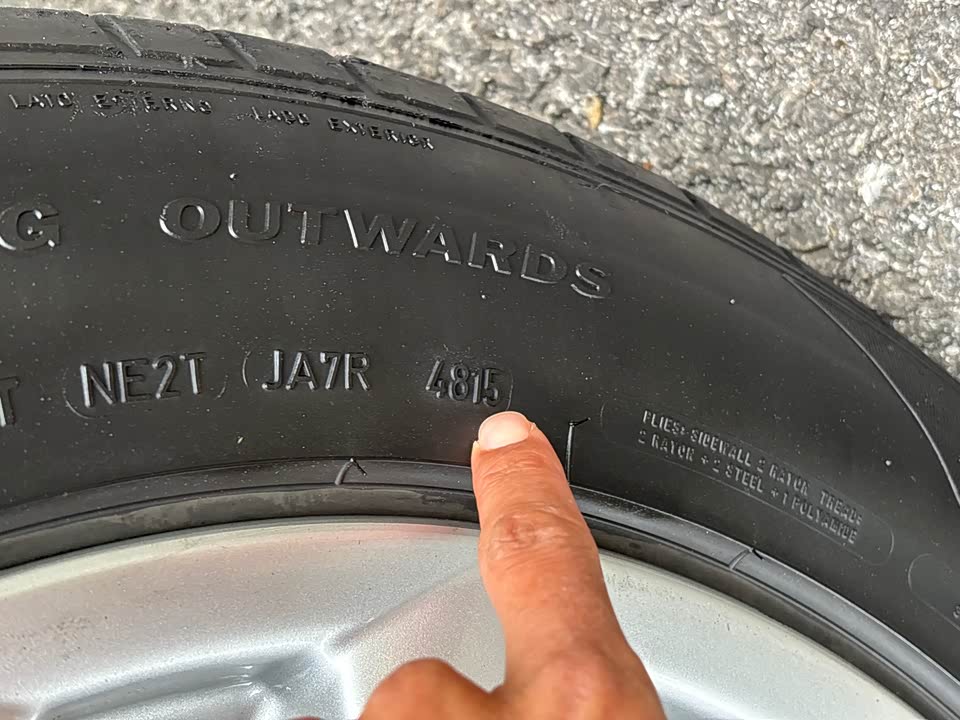 LATO ESTERNO LADO EXTERIOR
G OUTWARDS
T NE2T JA7R 4815
PLIES: SIDEWALL 2 RAYON TREAD:
2 RAYON + 2 STEEL + 1 POLYAMIDE